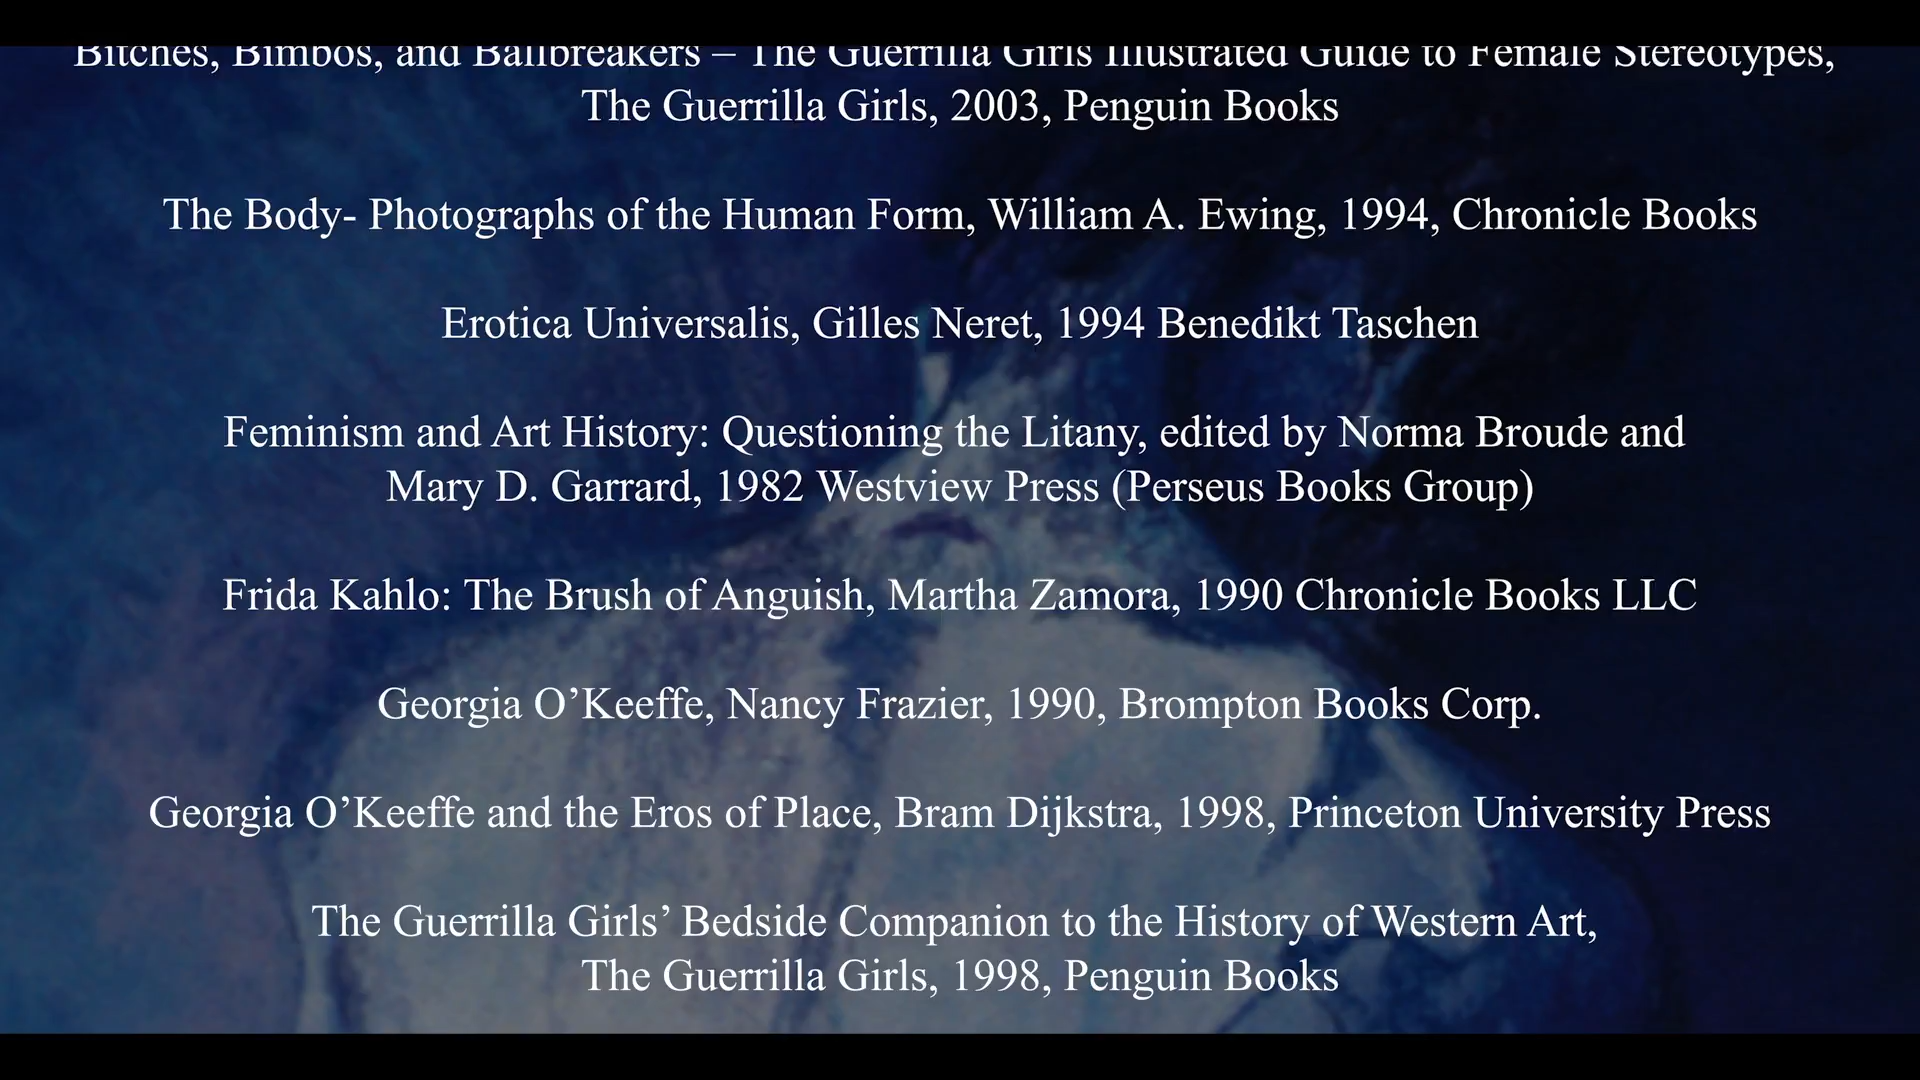 Bitches, Bimbos, and Ballbreakers – The Guerrilla Girls Illustrated Guide to Female Stereotypes,
The Guerrilla Girls, 2003, Penguin Books
The Body- Photographs of the Human Form, William A. Ewing, 1994, Chronicle Books
Erotica Universalis, Gilles Neret, 1994 Benedikt Taschen
Feminism and Art History: Questioning the Litany, edited by Norma Broude and
Mary D. Garrard, 1982 Westview Press (Perseus Books Group)
Frida Kahlo: The Brush of Anguish, Martha Zamora, 1990 Chronicle Books LLC
Georgia O’Keeffe, Nancy Frazier, 1990, Brompton Books Corp.
Georgia O’Keeffe and the Eros of Place, Bram Dijkstra, 1998, Princeton University Press
The Guerrilla Girls’ Bedside Companion to the History of Western Art,
The Guerrilla Girls, 1998, Penguin Books